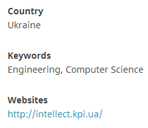 Country
Ukraine
Keywords
Engineering, Computer Science
Websites
http://intellect.kpi.ua/